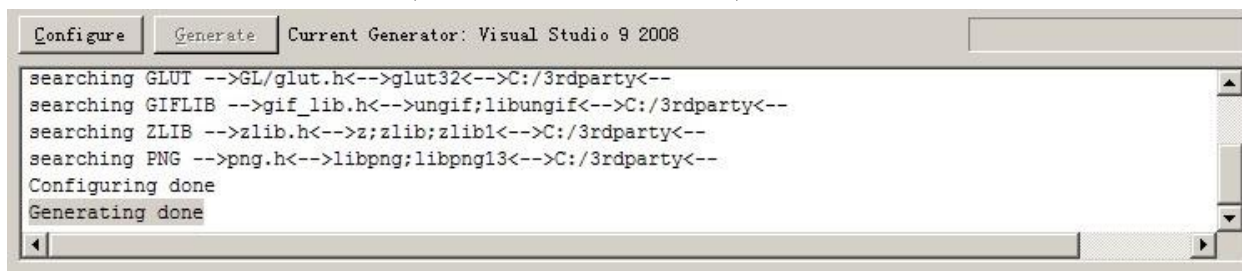 Configure Generate Current Generator: Visual Studio 9 2008
searching GLUT -->GL/glut.h<-->glut32<-->C:/3rdparty<--
searching GIFLIB -->gif_lib.h<-->ungif;libungif<-->C:/3rdparty<--
searching ZLIB -->zlib.h<-->z;zlib;zlib1<-->C:/3rdparty<--
searching PNG -->png.h<-->libpng;libpng13<-->C:/3rdparty<--
Configuring done
Generating done